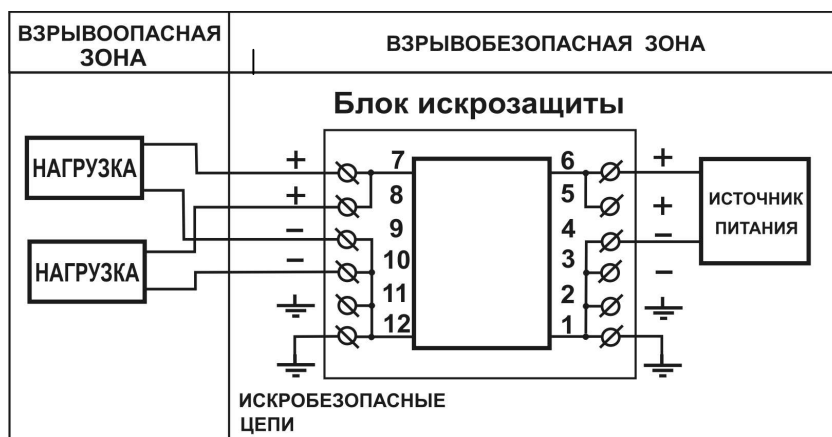 ВЗРЫВООПАСНАЯ
ЗОНА
ВЗРЫВОБЕЗОПАСНАЯ ЗОНА
Блок искрозащиты
НАГРУЗКА
НАГРУЗКА
+ 7
+ 8
− 9
− 10
11
12
6 +
5 +
4 −
3 −
2
1
ИСТОЧНИК
ПИТАНИЯ
ИСКРОБЕЗОПАСНЫЕ
ЦЕПИ